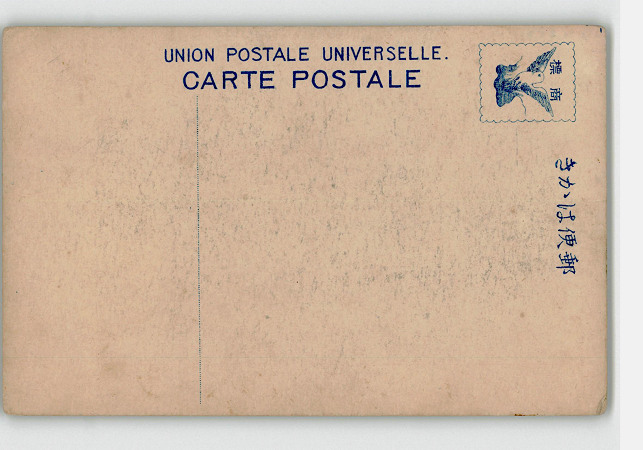 UNION POSTALE UNIVERSELLE.
CARTE POSTALE
商標
郵便はかき